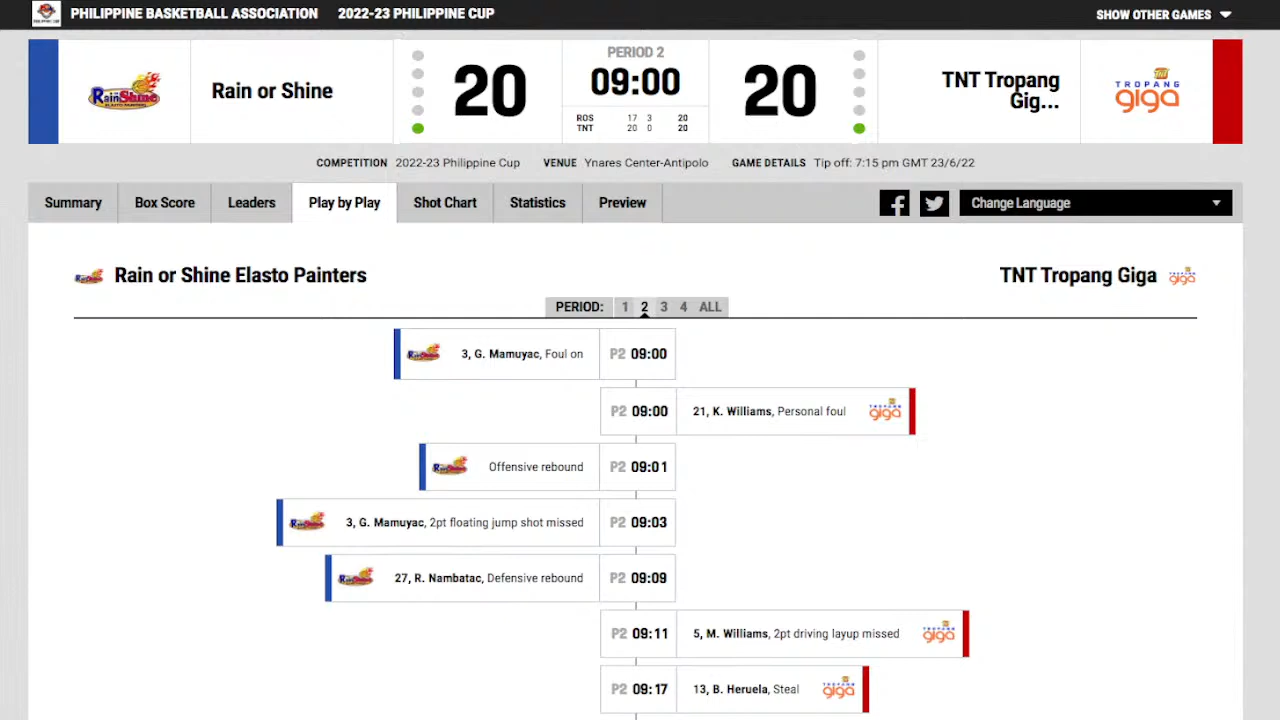 PHILIPPINE BASKETBALL ASSOCIATION 2022-23 PHILIPPINE CUP SHOW OTHER GAMES
RainShine ELASTO PAINTERS
Rain or Shine
20
PERIOD 2
09:00
ROS 17 3 20
TNT 20 0 20
20
TNT Tropang
Gig...
TNT
TROPANG
giga
COMPETITION 2022-23 Philippine Cup VENUE Ynares Center-Antipolo GAME DETAILS Tip off: 7:15 pm GMT 23/6/22
Summary Box Score Leaders Play by Play Shot Chart Statistics Preview Change Language
Rain or Shine Elasto Painters TNT Tropang Giga
PERIOD: 1 2 3 4 ALL
3, G. Mamuyac, Foul on P2 09:00
P2 09:00 21, K. Williams, Personal foul
Offensive rebound P2 09:01
3, G. Mamuyac, 2pt floating jump shot missed P2 09:03
27, R. Nambatac, Defensive rebound P2 09:09
P2 09:11 5, M. Williams, 2pt driving layup missed
P2 09:17 13, B. Heruela, Steal